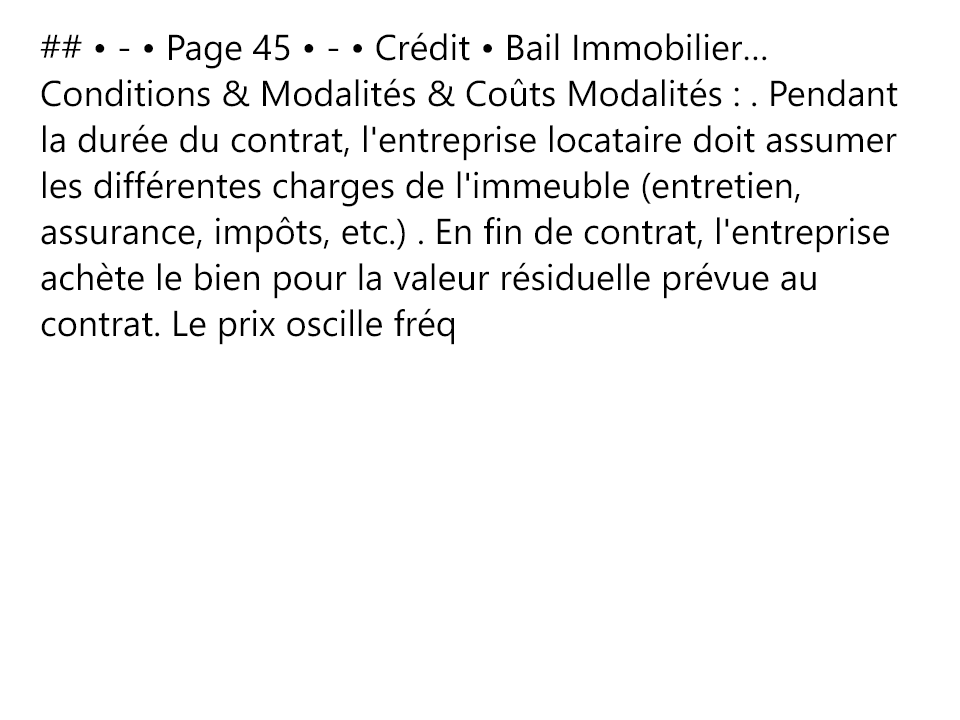 ## • - • Page 45 • - • Crédit • Bail Immobilier...
Conditions & Modalités & Coûts Modalités : . Pendant
la durée du contrat, l'entreprise locataire doit assumer
les différentes charges de l'immeuble (entretien,
assurance, impôts, etc.) . En fin de contrat, l'entreprise
achète le bien pour la valeur résiduelle prévue au
contrat. Le prix oscille fréq